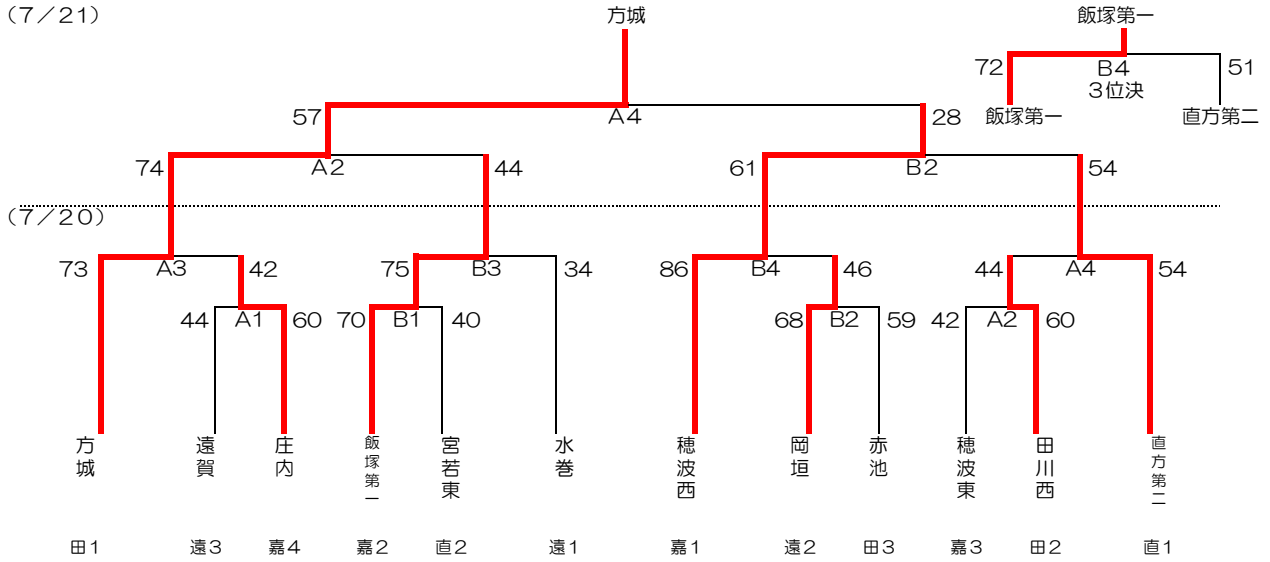 (7/21)
方城
飯塚第一
72
B4
51
3位決
57
A4
28
飯塚第一
直方第二
74
A2
44
61
B2
54
(7/20)
73
A3
42
75
B3
34
86
B4
46
44
A4
54
44
A1
60
70
B1
40
68
B2
59
42
A2
60
方城
遠賀
庄内
飯塚第一
宮若東
水巻
穂波西
岡垣
赤池
穂波東
田川西
直方第二
田1
遠3
嘉4
嘉2
直2
遠1
嘉1
遠2
田3
嘉3
田2
直1